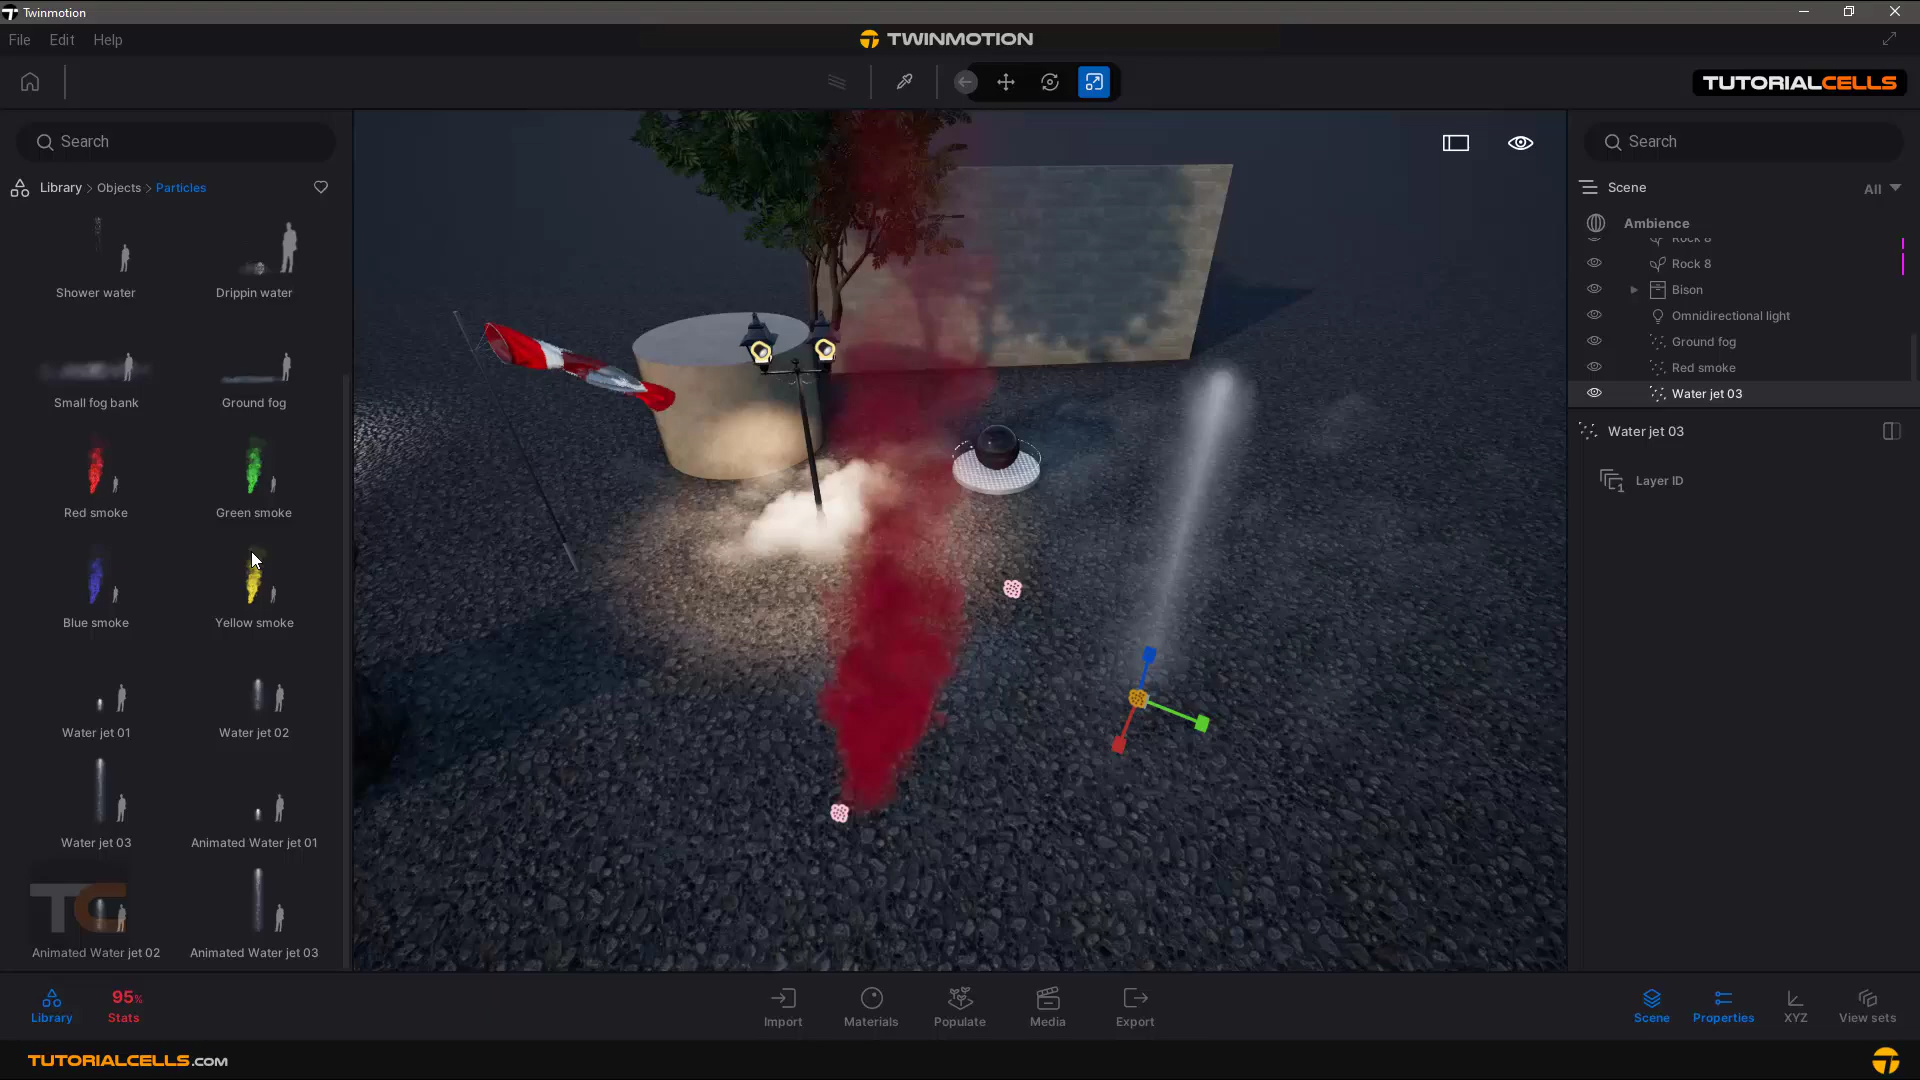 Twinmotion
File Edit Help
TWINMOTION
TUTORIALCELLS
Search
Library > Objects > Particles
Shower water
Drippin water
Small fog bank
Ground fog
Red smoke
Green smoke
Blue smoke
Yellow smoke
Water jet 01
Water jet 02
Water jet 03
Animated Water jet 01
TC
Animated Water jet 02
Animated Water jet 03
Search
Scene
All
Ambience
Rock 8
Rock 8
Bison
Omnidirectional light
Ground fog
Red smoke
Water jet 03
Water jet 03
1
Layer ID
Library
95%
Stats
Import
Materials
Populate
Media
Export
Scene
Properties
XYZ
View sets
TUTORIALCELLS.COM